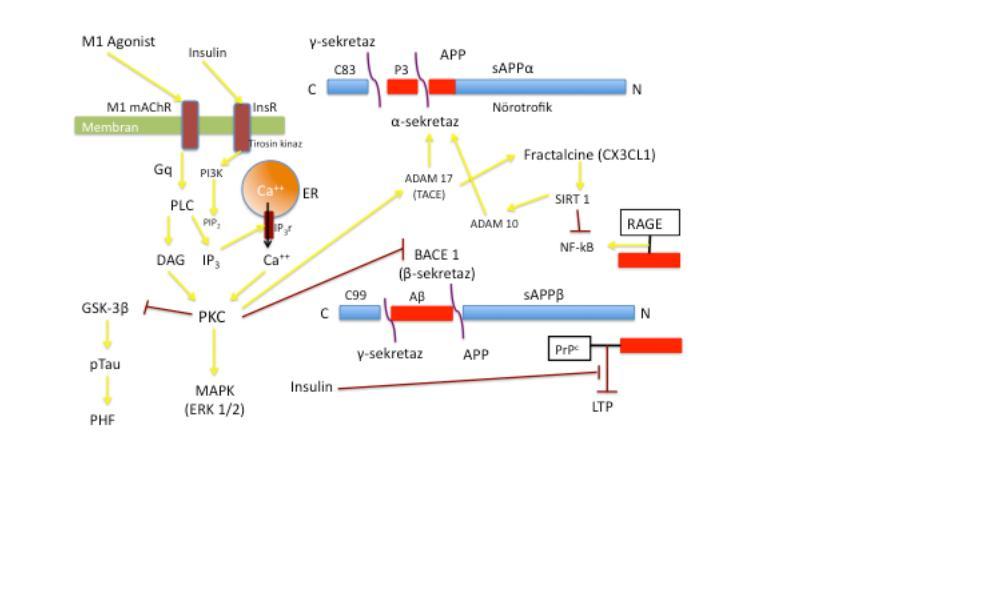 M1 Agonist
Insulin
γ-sekretaz
APP
C83
P3
sAPPα
C
N
M1 mAChR
InsR
Nörotrofik
Membran
α-sekretaz
Tirosin kinaz
Gq
PI3K
Ca⁺⁺
ER
ADAM 17
(TACE)
Fractalcine (CX3CL1)
PLC
PIP₂
IP₃r
SIRT 1
ADAM 10
RAGE
NF-kB
DAG
IP₃
Ca⁺⁺
BACE 1
(β-sekretaz)
C99
Aβ
sAPPβ
GSK-3β
PKC
C
N
γ-sekretaz
APP
PrPᶜ
pTau
MAPK
(ERK 1/2)
Insulin
LTP
PHF